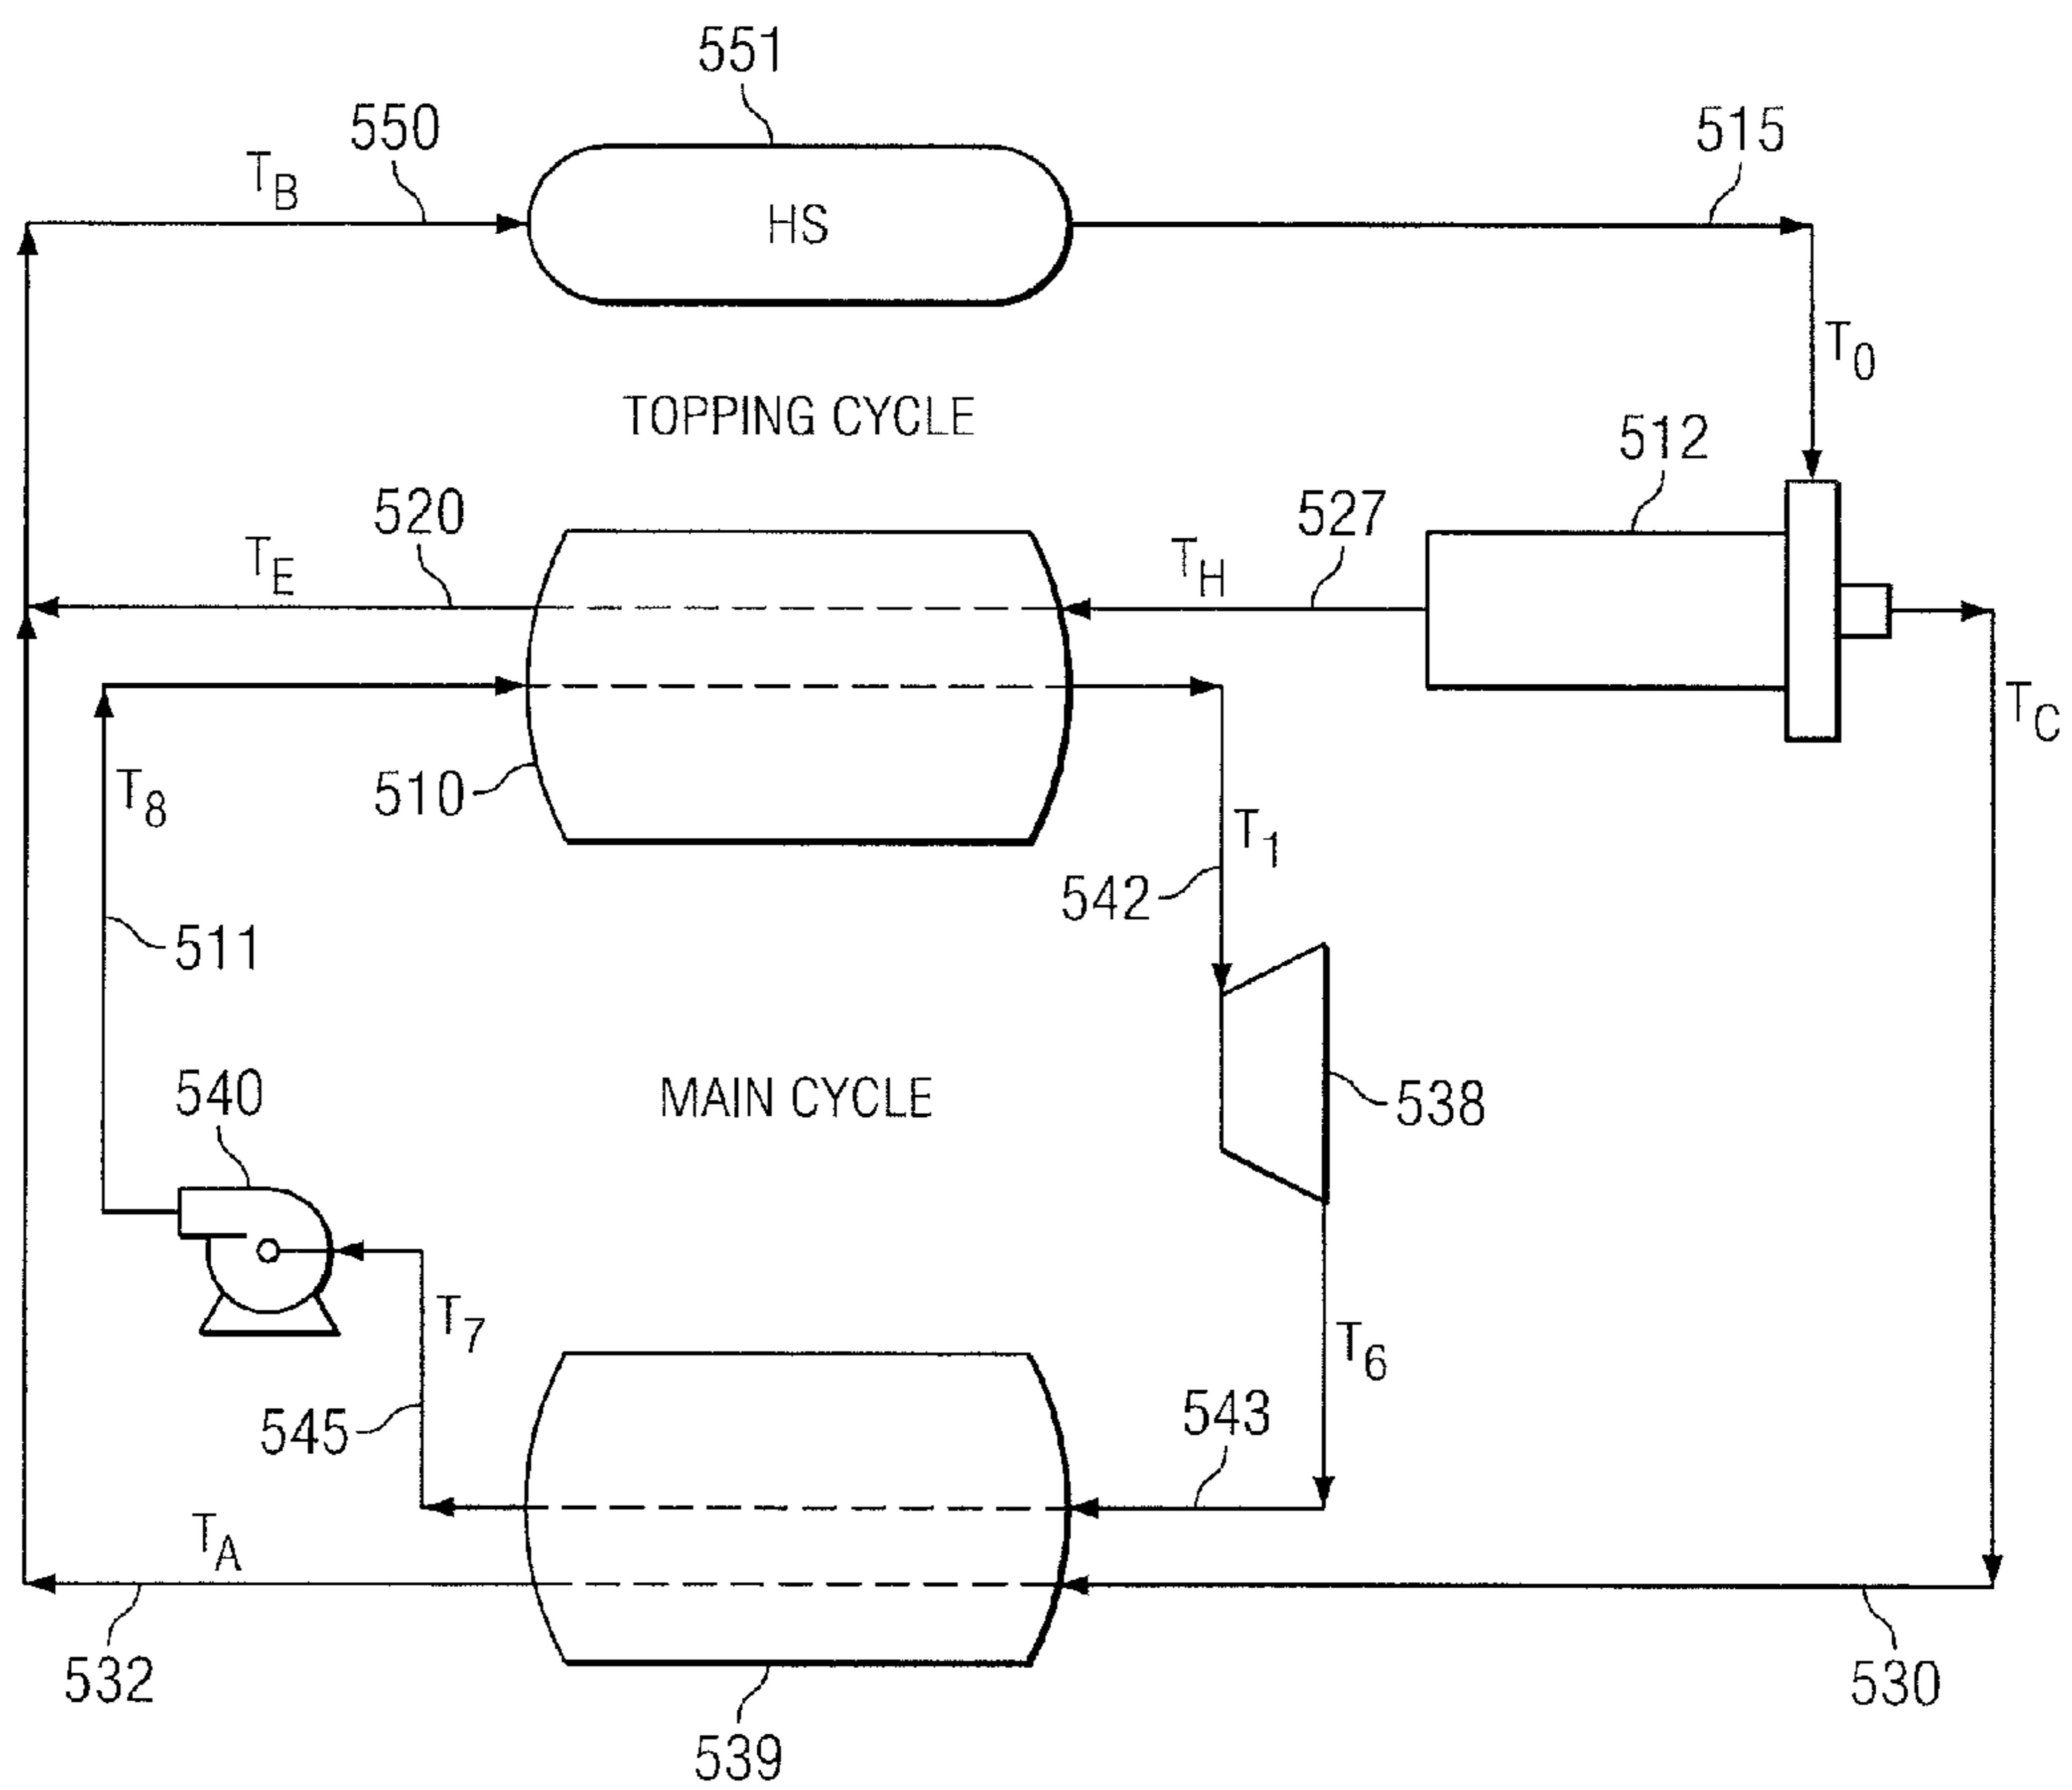 551
550
515
T_B
HS
T_0
TOPPING CYCLE
512
520
527
T_E
T_H
T_C
T_8
510
T_1
542
511
540
MAIN CYCLE
538
T_7
T_6
545
543
T_A
532
530
539